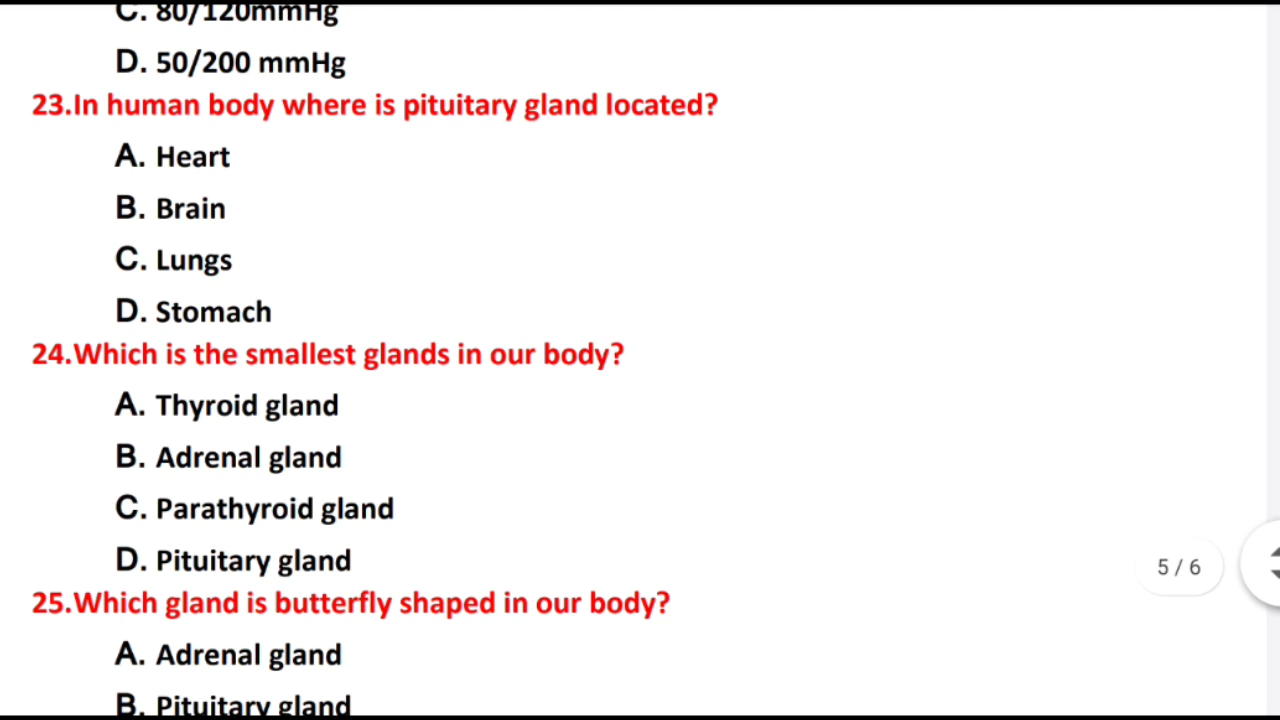 C. 80/120mmHg
D. 50/200 mmHg
23.In human body where is pituitary gland located?
A. Heart
B. Brain
C. Lungs
D. Stomach
24.Which is the smallest glands in our body?
A. Thyroid gland
B. Adrenal gland
C. Parathyroid gland
D. Pituitary gland
5 / 6
25.Which gland is butterfly shaped in our body?
A. Adrenal gland
B. Pituitary gland